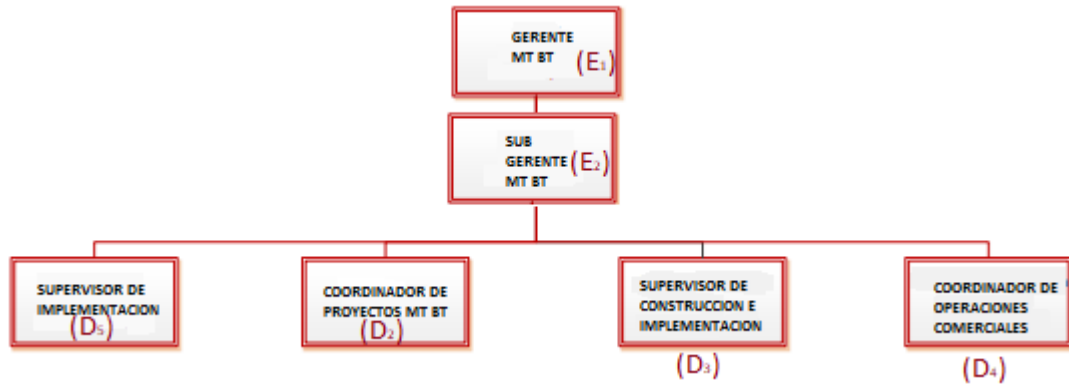 GERENTE
MT BT
(E₁)
SUB
GERENTE
MT BT
(E₂)
SUPERVISOR DE
IMPLEMENTACION
(D₅)
COORDINADOR DE
PROYECTOS MT BT
(D₂)
SUPERVISOR DE
CONSTRUCCION E
IMPLEMENTACION
(D₃)
COORDINADOR DE
OPERACIONES
COMERCIALES
(D₄)